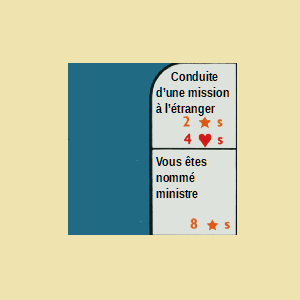 Conduite
d'une mission
à l'étranger
2 ★ s
4 ♥ s
Vous êtes
nommé
ministre
8 ★ s